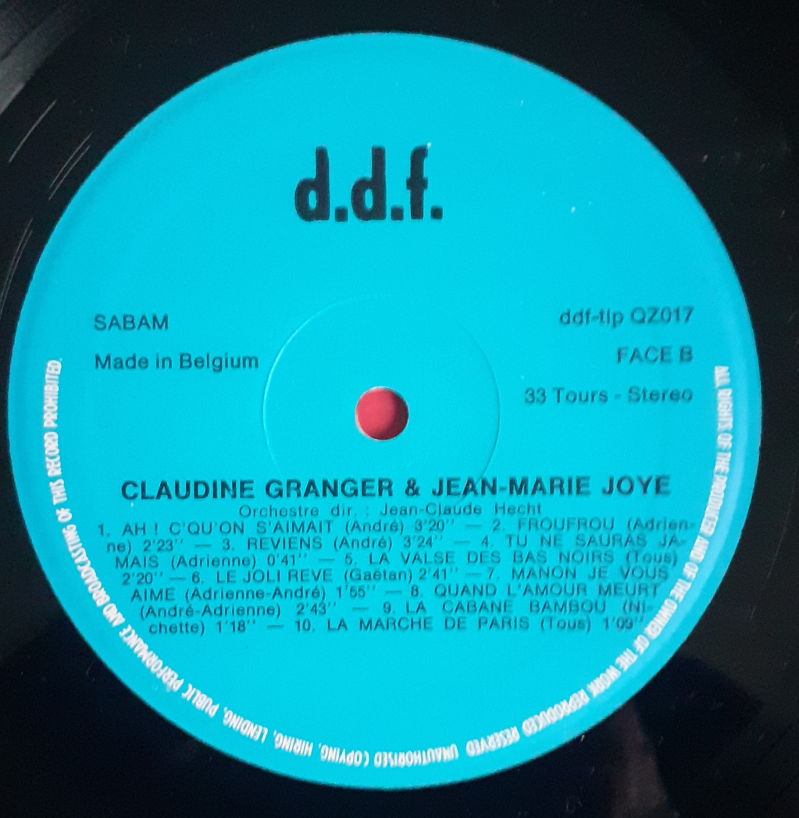 d.d.f.
SABAM
Made in Belgium
ddf-tip QZ017
FACE B
33 Tours - Stereo
CLAUDINE GRANGER & JEAN-MARIE JOYE
Orchestre dir. : Jean-Claude Hecht
1. AH ! C'QU'ON S'AIMAIT (André) 3'20'' — 2. FROUFROU (Adrien-
ne) 2'23'' — 3. REVIENS (André) 3'24'' — 4. TU NE SAURAS JA-
MAIS (Adrienne) 0'41'' — 5. LA VALSE DES BAS NOIRS (Tous)
2'20'' — 6. LE JOLI REVE (Gaëtan) 2'41'' — 7. MANON JE VOUS
AIME (Adrienne-André) 1'55'' — 8. QUAND L'AMOUR MEURT
(André-Adrienne) 2'43'' — 9. LA CABANE BAMBOU (Ni-
chette) 1'18'' — 10. LA MARCHE DE PARIS (Tous) 1'09''
ALL RIGHTS OF THE PRODUCER AND OF THE OWNER OF THE WORK REPRODUCED RESERVED UNAUTHORISED COPYING, HIRING, LENDING, PUBLIC PERFORMANCE AND BROADCASTING OF THIS RECORD PROHIBITED.